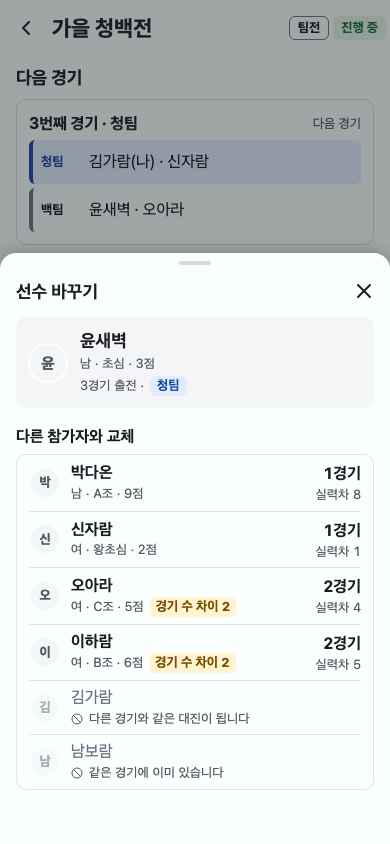 가을 청백전
팀전
진행 중
다음 경기
3번째 경기 · 청팀
다음 경기
청팀
김가람(나) · 신자람
백팀
윤새벽 · 오아라
선수 바꾸기
윤
윤새벽
남 · 초심 · 3점
3경기 출전 · 청팀
다른 참가자와 교체
박
박다온
1경기
남 · A조 · 9점
실력차 8
신
신자람
1경기
여 · 왕초심 · 2점
실력차 1
오
오아라
2경기
여 · C조 · 5점 경기 수 차이 2
실력차 4
이
이하람
2경기
여 · B조 · 6점 경기 수 차이 2
실력차 5
김
김가람
다른 경기와 같은 대진이 됩니다
남
남보람
같은 경기에 이미 있습니다